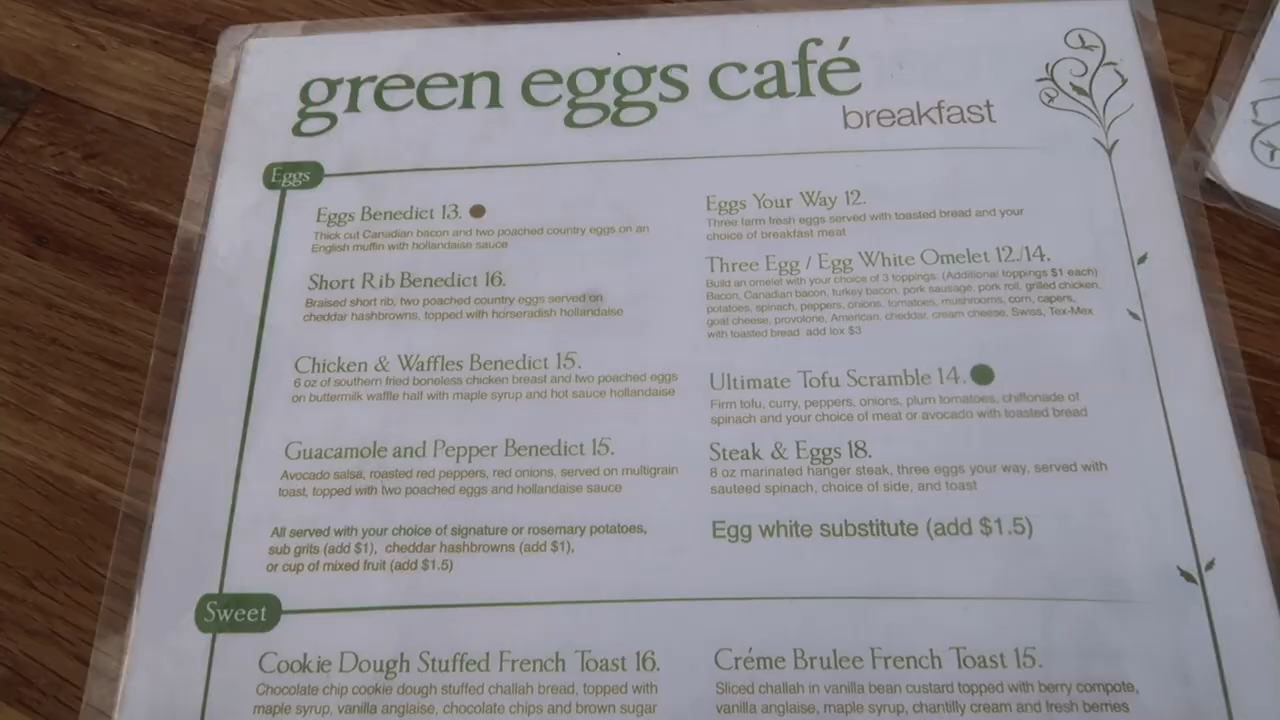 green eggs café
breakfast
Eggs
Eggs Benedict 13.
Thick cut Canadian bacon and two poached country eggs on an
English muffin with hollandaise sauce
Short Rib Benedict 16.
Braised short rib, two poached country eggs served on
cheddar hashbrowns, topped with horseradish hollandaise
Chicken & Waffles Benedict 15.
6 oz of southern fried boneless chicken breast and two poached eggs
on buttermilk waffle half with maple syrup and hot sauce hollandaise
Guacamole and Pepper Benedict 15.
Avocado salsa, roasted red peppers, red onions, served on multigrain
toast, topped with two poached eggs and hollandaise sauce
All served with your choice of signature or rosemary potatoes,
sub grits (add $1), cheddar hashbrowns (add $1),
or cup of mixed fruit (add $1.5)
Eggs Your Way 12.
Three farm fresh eggs served with toasted bread and your
choice of breakfast meat
Three Egg / Egg White Omelet 12./14.
Build an omelet with your choice of 3 toppings: (Additional toppings $1 each)
Bacon, Canadian bacon, turkey bacon, pork sausage, pork roll, grilled chicken,
potatoes, spinach, peppers, onions, tomatoes, mushrooms, corn, capers,
goat cheese, provolone, American, cheddar, cream cheese, Swiss, Tex-Mex
with toasted bread add lox $3
Ultimate Tofu Scramble 14.
Firm tofu, curry, peppers, onions, plum tomatoes, chiffonade of
spinach and your choice of meat or avocado with toasted bread
Steak & Eggs 18.
8 oz marinated hanger steak, three eggs your way, served with
sauteed spinach, choice of side, and toast
Egg white substitute (add $1.5)
Sweet
Cookie Dough Stuffed French Toast 16.
Chocolate chip cookie dough stuffed challah bread, topped with
maple syrup, vanilla anglaise, chocolate chips and brown sugar
Créme Brulee French Toast 15.
Sliced challah in vanilla bean custard topped with berry compote,
vanilla anglaise, maple syrup, chantilly cream and fresh berries